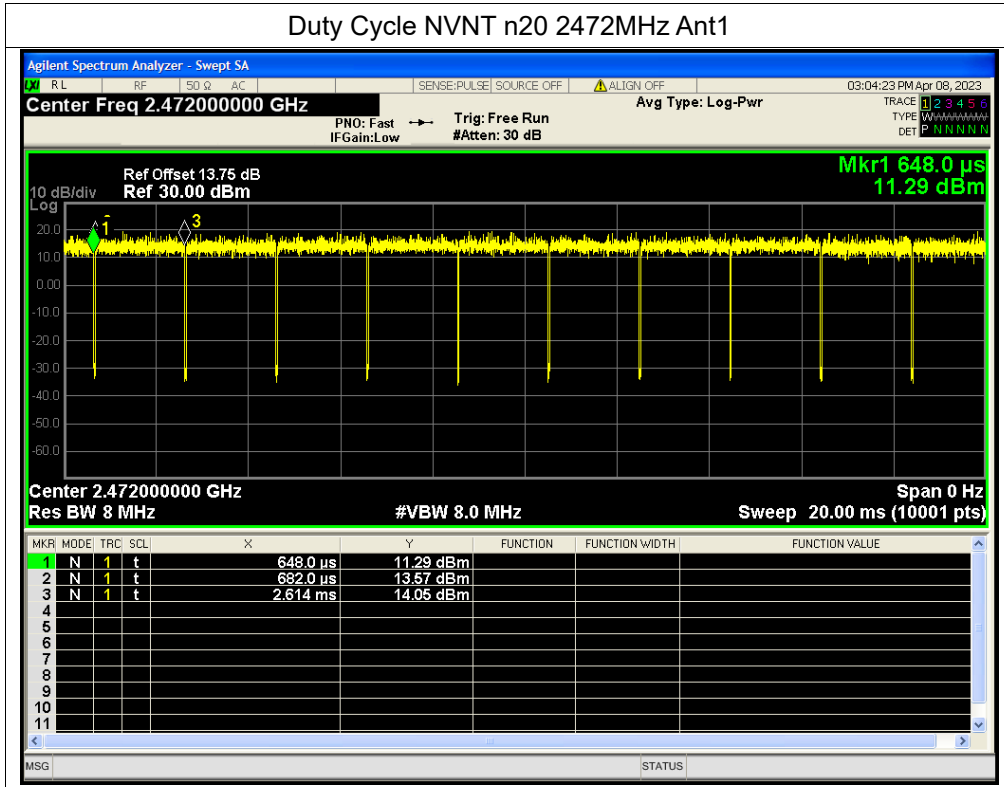 Duty Cycle NVNT n20 2472MHz Ant1
Agilent Spectrum Analyzer - Swept SA
LXI RL RF 50 Ω AC SENSE:PULSE SOURCE OFF ALIGN OFF 03:04:23 PM Apr 08, 2023
Center Freq 2.472000000 GHz Avg Type: Log-Pwr TRACE 1 2 3 4 5 6
PNO: Fast Trig: Free Run TYPE WWWWWW
IFGain:Low #Atten: 30 dB DET P N N N N N
Mkr1 648.0 µs
Ref Offset 13.75 dB 11.29 dBm
10 dB/div Ref 30.00 dBm
Log
20.0
1 3
10.0
0.00
-10.0
-20.0
-30.0
-40.0
-50.0
-60.0
Center 2.472000000 GHz Span 0 Hz
Res BW 8 MHz #VBW 8.0 MHz Sweep 20.00 ms (10001 pts)
MKR MODE TRC SCL X Y FUNCTION FUNCTION WIDTH FUNCTION VALUE
1 N 1 t 648.0 µs 11.29 dBm
2 N 1 t 682.0 µs 13.57 dBm
3 N 1 t 2.614 ms 14.05 dBm
4
5
6
7
8
9
10
11
MSG STATUS